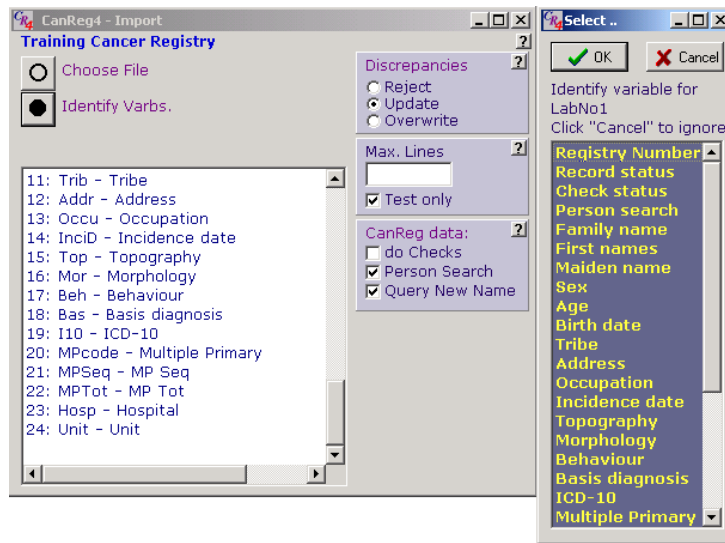 CR4 CanReg4 - Import
Training Cancer Registry
?
Choose File
Identify Varbs.
Discrepancies
?
Reject
Update
Overwrite
Max. Lines
?
Test only
CanReg data:
?
do Checks
Person Search
Query New Name
11: Trib - Tribe
12: Addr - Address
13: Occu - Occupation
14: InciD - Incidence date
15: Top - Topography
16: Mor - Morphology
17: Beh - Behaviour
18: Bas - Basis diagnosis
19: I10 - ICD-10
20: MPcode - Multiple Primary
21: MPSeq - MP Seq
22: MPTot - MP Tot
23: Hosp - Hospital
24: Unit - Unit
CR4 Select ..
OK
Cancel
Identify variable for
LabNo1
Click "Cancel" to ignore
Registry Number
Record status
Check status
Person search
Family name
First names
Maiden name
Sex
Age
Birth date
Tribe
Address
Occupation
Incidence date
Topography
Morphology
Behaviour
Basis diagnosis
ICD-10
Multiple Primary